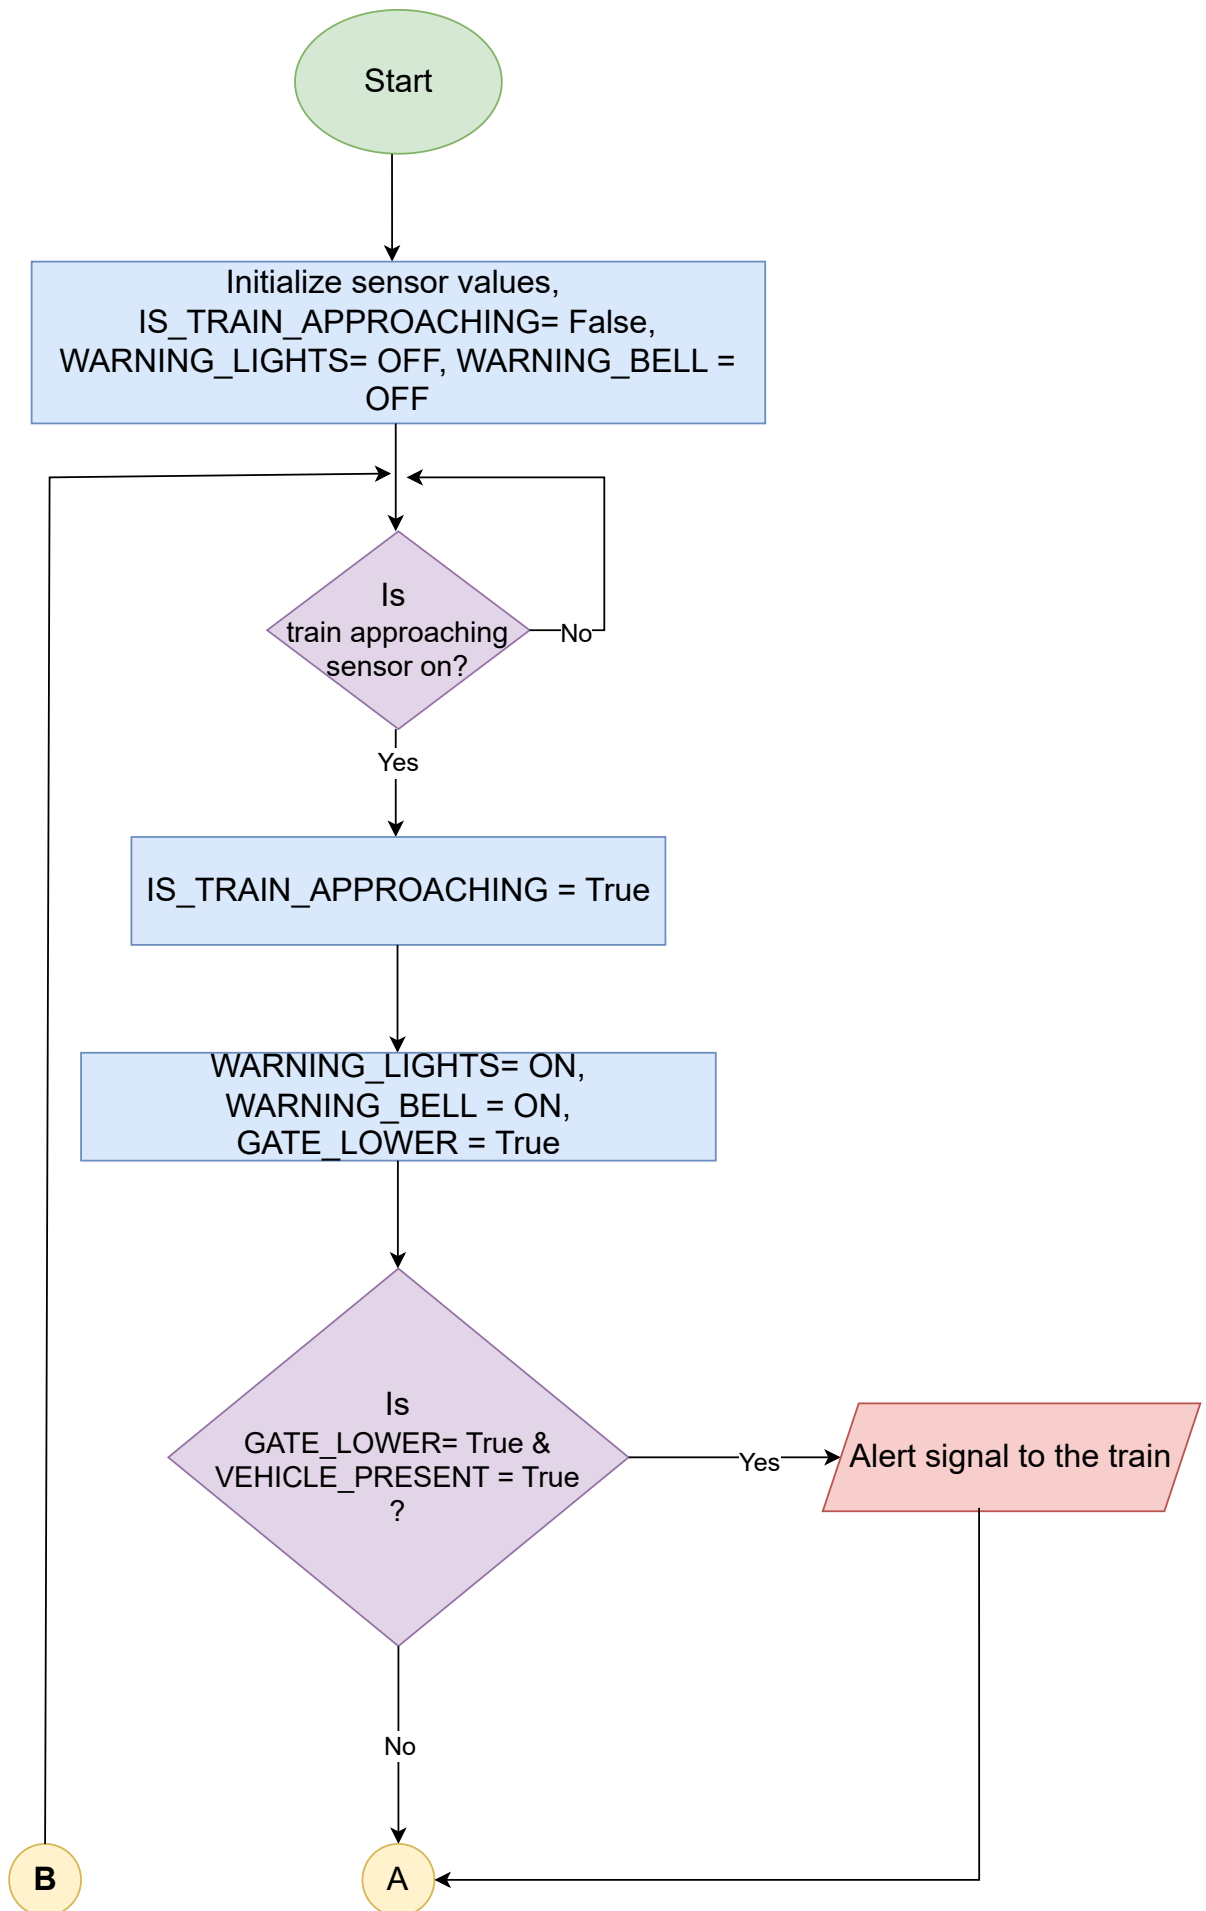 Start
Initialize sensor values,
IS_TRAIN_APPROACHING= False,
WARNING_LIGHTS= OFF, WARNING_BELL =
OFF
Is
train approaching
sensor on?
No
Yes
IS_TRAIN_APPROACHING = True
WARNING_LIGHTS= ON,
WARNING_BELL = ON,
GATE_LOWER = True
Is
GATE_LOWER= True &
VEHICLE_PRESENT = True
?
Yes
Alert signal to the train
No
B
A